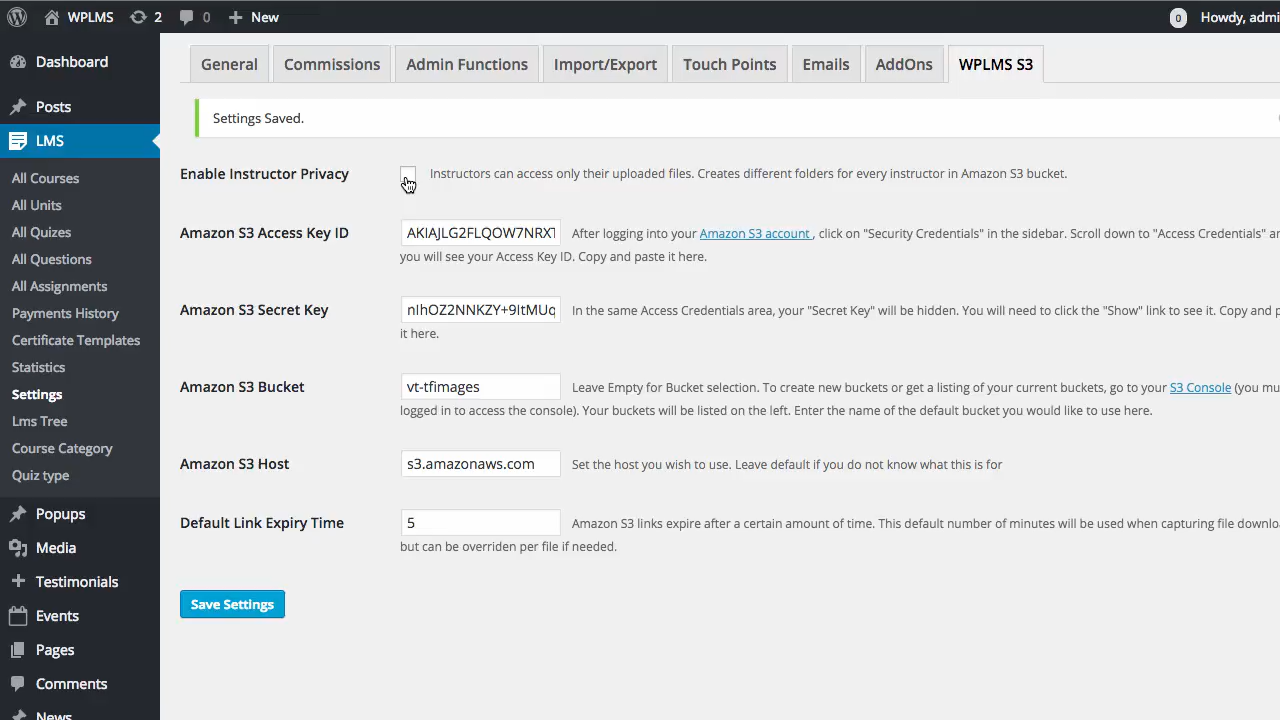 WPLMS 2 0 New 0 Howdy, admi
Dashboard
Posts
LMS
All Courses
All Units
All Quizes
All Questions
All Assignments
Payments History
Certificate Templates
Statistics
Settings
Lms Tree
Course Category
Quiz type
Popups
Media
Testimonials
Events
Pages
Comments
News
General Commissions Admin Functions Import/Export Touch Points Emails AddOns WPLMS S3
Settings Saved.
Enable Instructor Privacy Instructors can access only their uploaded files. Creates different folders for every instructor in Amazon S3 bucket.
Amazon S3 Access Key ID AKIAJLG2FLQOW7NRXT After logging into your Amazon S3 account , click on "Security Credentials" in the sidebar. Scroll down to "Access Credentials" ar
you will see your Access Key ID. Copy and paste it here.
Amazon S3 Secret Key nIhOZ2NNKZY+9ItMUq In the same Access Credentials area, your "Secret Key" will be hidden. You will need to click the "Show" link to see it. Copy and p
it here.
Amazon S3 Bucket vt-tfimages Leave Empty for Bucket selection. To create new buckets or get a listing of your current buckets, go to your S3 Console (you mu
logged in to access the console). Your buckets will be listed on the left. Enter the name of the default bucket you would like to use here.
Amazon S3 Host s3.amazonaws.com Set the host you wish to use. Leave default if you do not know what this is for
Default Link Expiry Time 5 Amazon S3 links expire after a certain amount of time. This default number of minutes will be used when capturing file downloa
but can be overriden per file if needed.
Save Settings